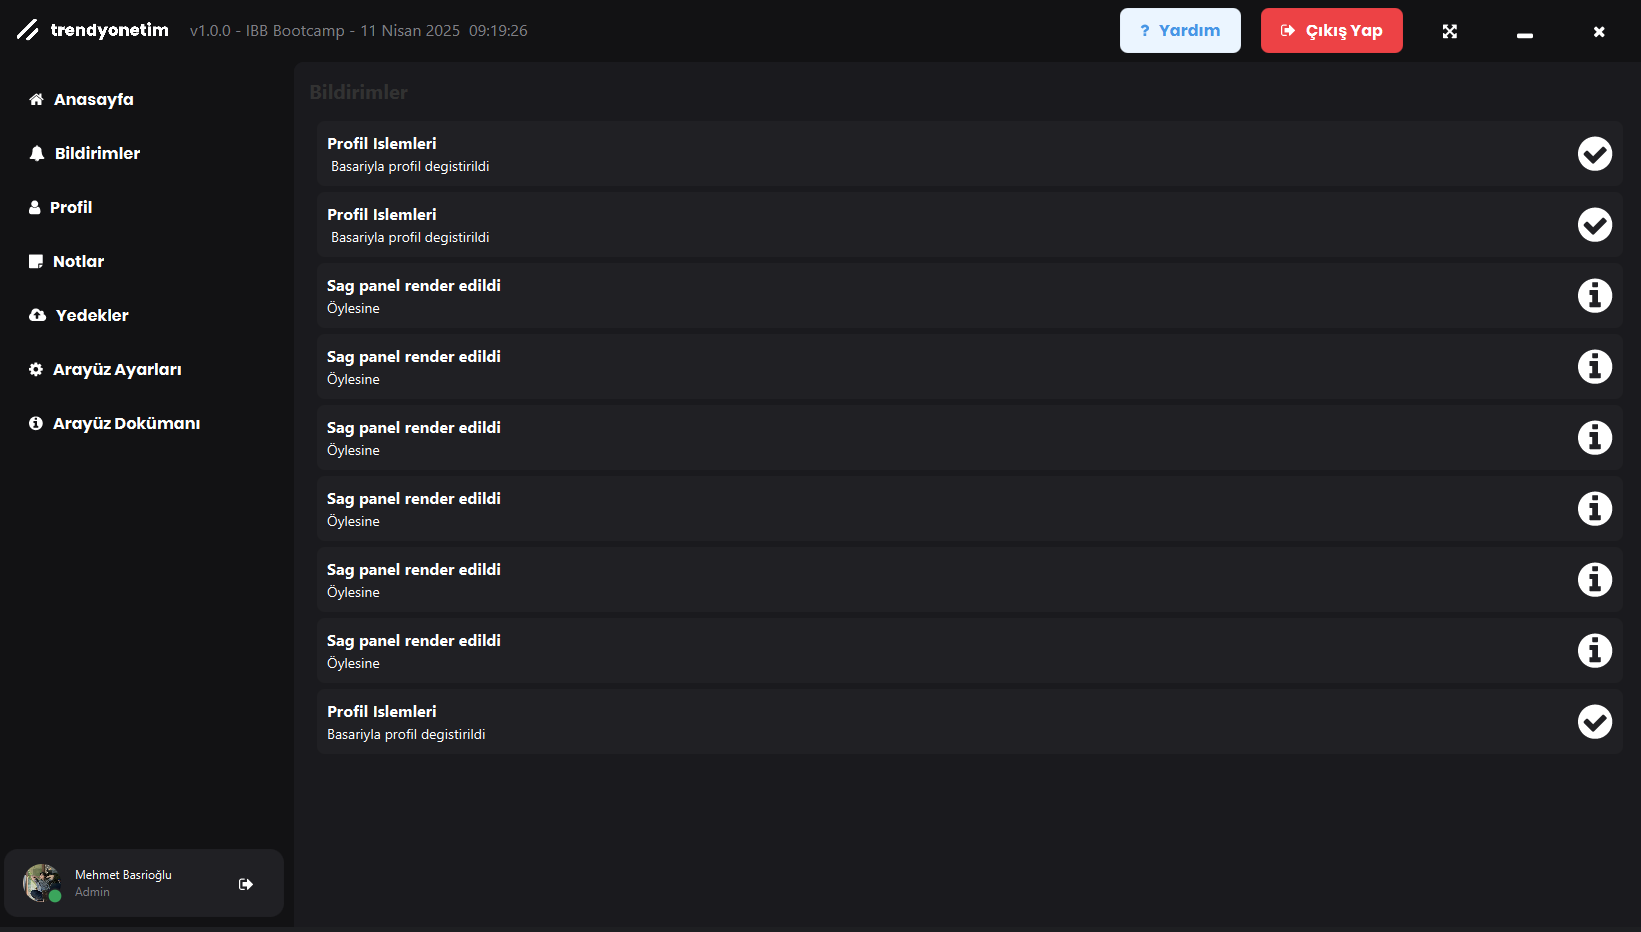 trendyonetim v1.0.0 - IBB Bootcamp - 11 Nisan 2025 09:19:26
? Yardım
Çıkış Yap
Anasayfa
Bildirimler
Profil
Notlar
Yedekler
Arayüz Ayarları
Arayüz Dokümanı
Bildirimler
Profil Islemleri
Basariyla profil degistirildi
Profil Islemleri
Basariyla profil degistirildi
Sag panel render edildi
Öylesine
Sag panel render edildi
Öylesine
Sag panel render edildi
Öylesine
Sag panel render edildi
Öylesine
Sag panel render edildi
Öylesine
Sag panel render edildi
Öylesine
Profil Islemleri
Basariyla profil degistirildi
Mehmet Basrioğlu
Admin